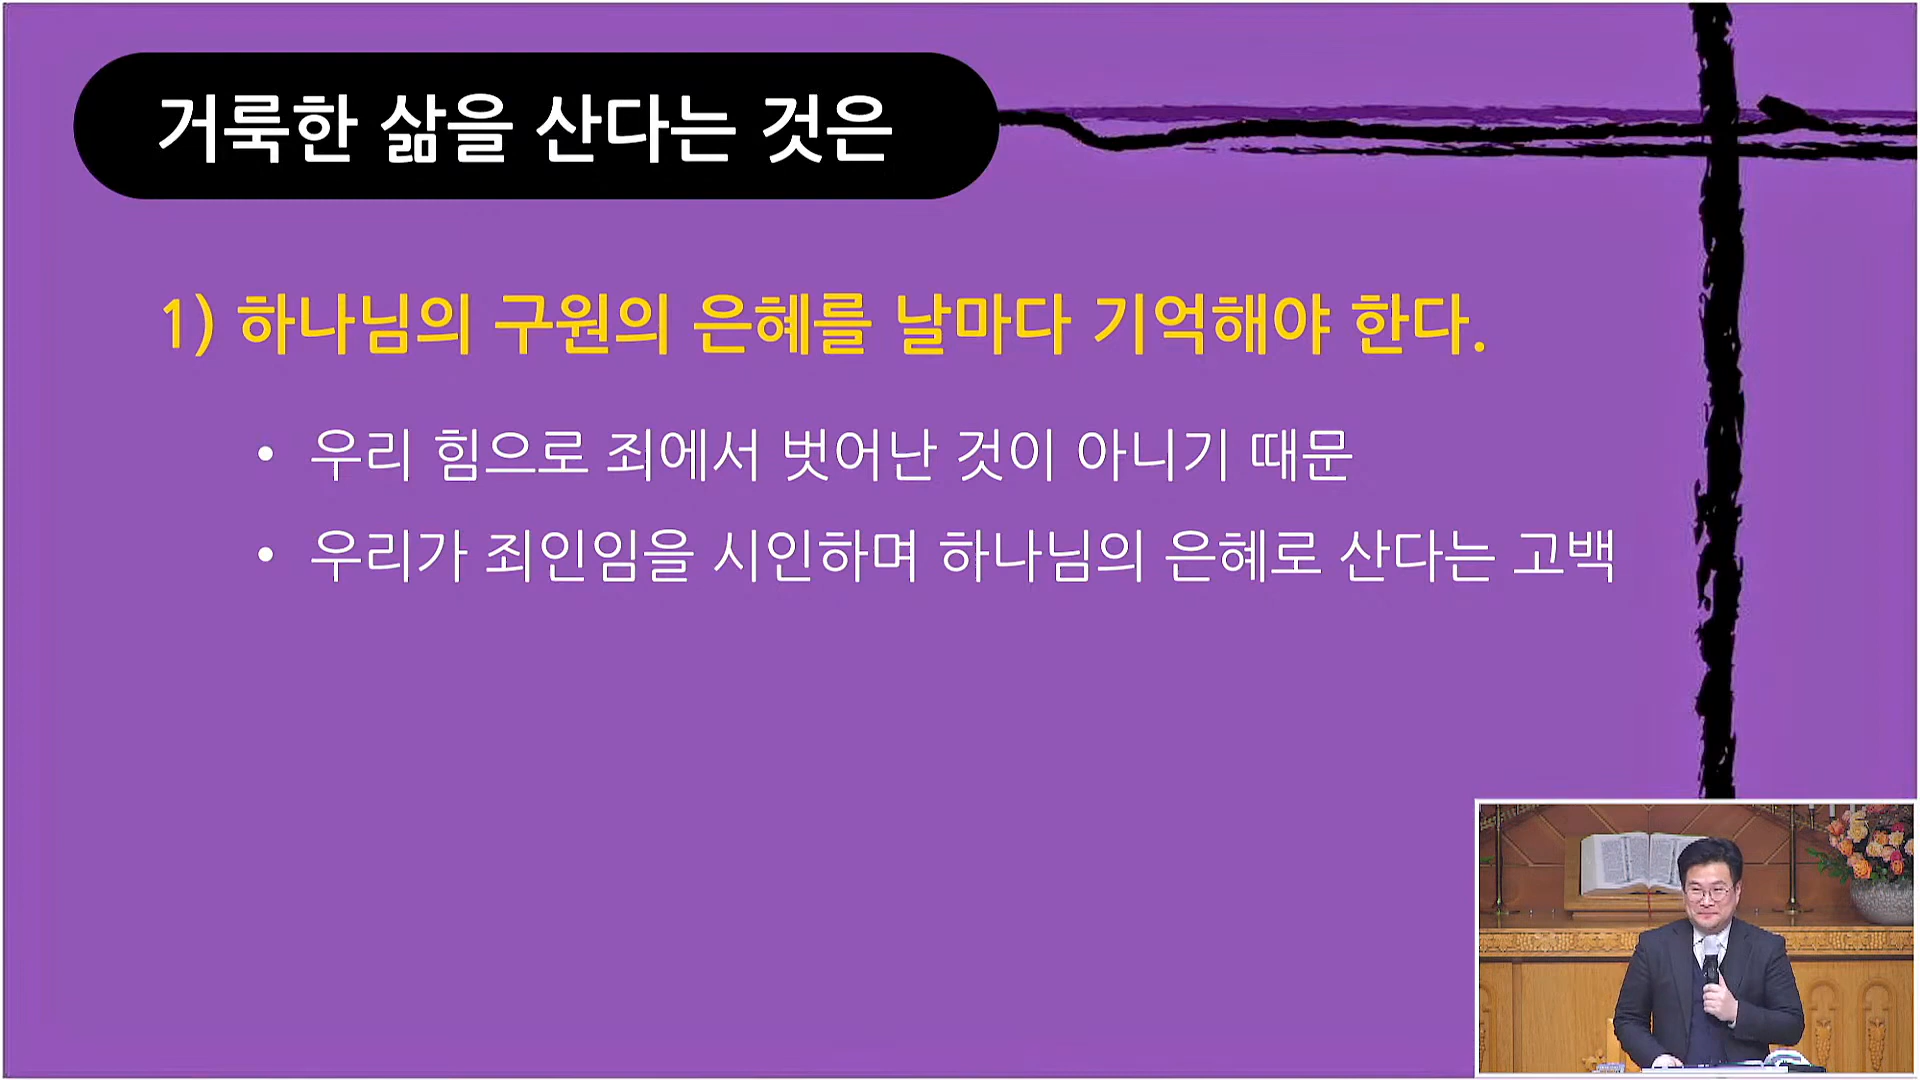 거룩한 삶을 산다는 것은
1) 하나님의 구원의 은혜를 날마다 기억해야 한다.
• 우리 힘으로 죄에서 벗어난 것이 아니기 때문
• 우리가 죄인임을 시인하며 하나님의 은혜로 산다는 고백